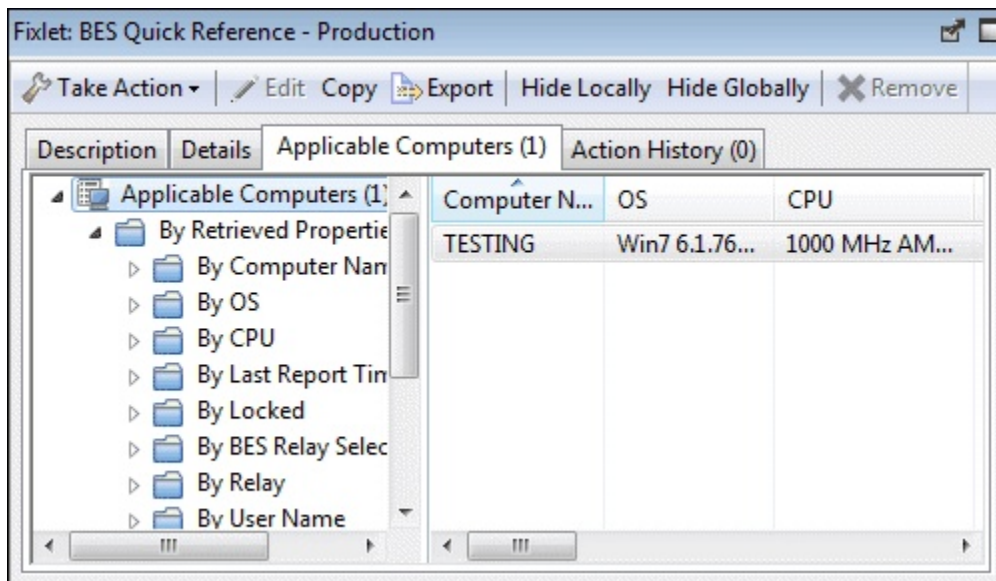 Fixlet: BES Quick Reference - Production
Take Action Edit Copy Export Hide Locally Hide Globally Remove
Description Details Applicable Computers (1) Action History (0)
Applicable Computers (1)
By Retrieved Propertie
By Computer Nam
By OS
By CPU
By Last Report Tim
By Locked
By BES Relay Selec
By Relay
By User Name
Computer N... OS CPU
TESTING Win7 6.1.76... 1000 MHz AM...